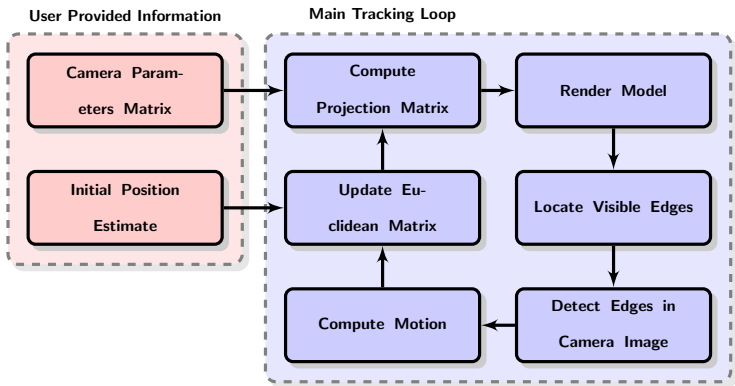 User Provided Information
Main Tracking Loop
Camera Param-
eters Matrix
Compute
Projection Matrix
Render Model
Initial Position
Estimate
Update Eu-
clidean Matrix
Locate Visible Edges
Compute Motion
Detect Edges in
Camera Image